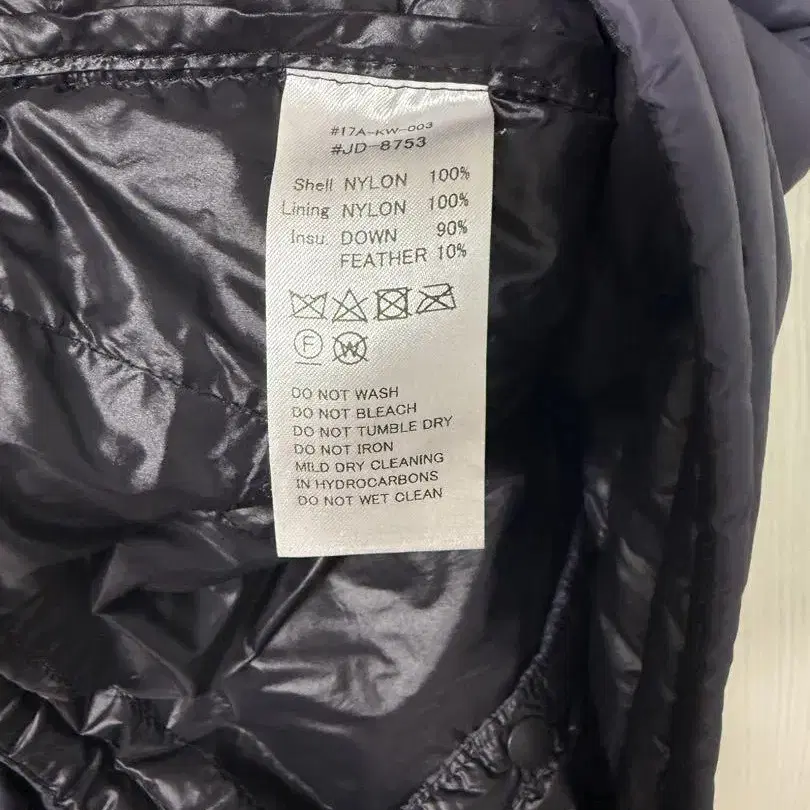 #17A-KW-003
#JD-8753
Shell NYLON 100%
Lining NYLON 100%
Insu. DOWN 90%
FEATHER 10%
F W
DO NOT WASH
DO NOT BLEACH
DO NOT TUMBLE DRY
DO NOT IRON
MILD DRY CLEANING
IN HYDROCARBONS
DO NOT WET CLEAN